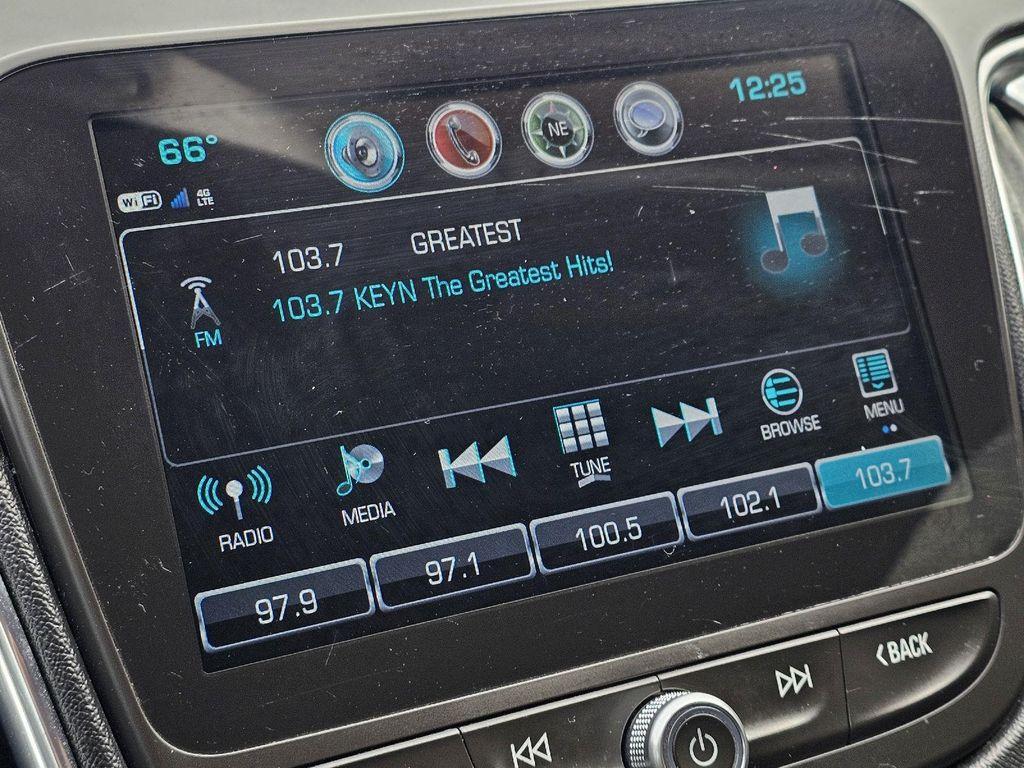 66°
12:25
WiFi
4G
LTE
NE
103.7 GREATEST
103.7 KEYN The Greatest Hits!
FM
RADIO
MEDIA
TUNE
BROWSE
MENU
97.9
97.1
100.5
102.1
103.7
BACK